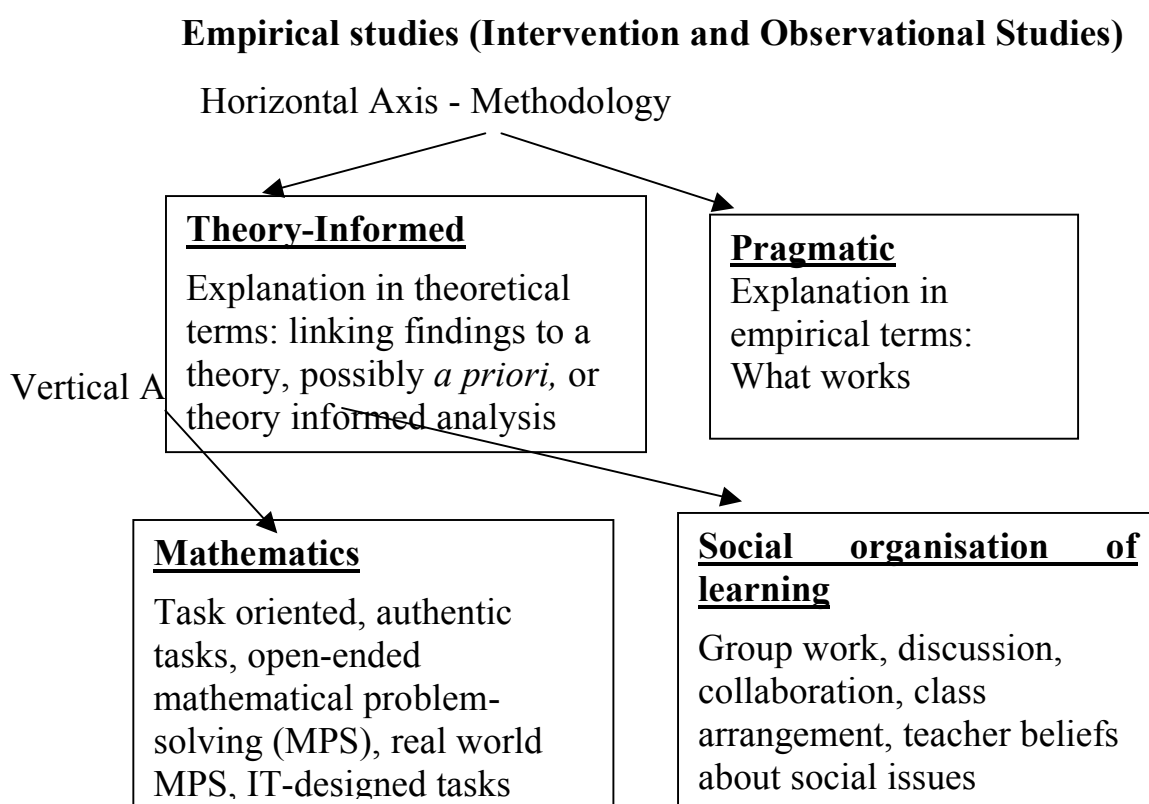 Empirical studies (Intervention and Observational Studies)
Horizontal Axis - Methodology
Theory-Informed
Explanation in theoretical
terms: linking findings to a
theory, possibly a priori, or
theory informed analysis
Pragmatic
Explanation in
empirical terms:
What works
Vertical A
Mathematics
Task oriented, authentic
tasks, open-ended
mathematical problem-
solving (MPS), real world
MPS, IT-designed tasks
Social organisation of
learning
Group work, discussion,
collaboration, class
arrangement, teacher beliefs
about social issues